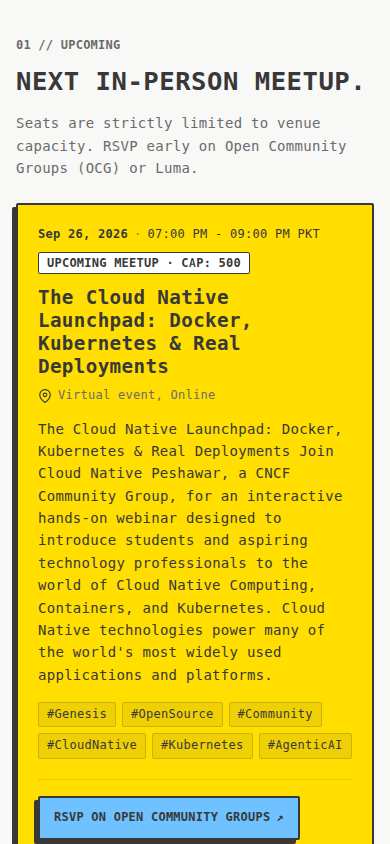 01 // UPCOMING
NEXT IN-PERSON MEETUP.
Seats are strictly limited to venue
capacity. RSVP early on Open Community
Groups (OCG) or Luma.
Sep 26, 2026 · 07:00 PM - 09:00 PM PKT
UPCOMING MEETUP · CAP: 500
The Cloud Native
Launchpad: Docker,
Kubernetes & Real
Deployments
Virtual event, Online
The Cloud Native Launchpad: Docker,
Kubernetes & Real Deployments Join
Cloud Native Peshawar, a CNCF
Community Group, for an interactive
hands-on webinar designed to
introduce students and aspiring
technology professionals to the
world of Cloud Native Computing,
Containers, and Kubernetes. Cloud
Native technologies power many of
the world's most widely used
applications and platforms.
#Genesis #OpenSource #Community
#CloudNative #Kubernetes #AgenticAI
RSVP ON OPEN COMMUNITY GROUPS ↗